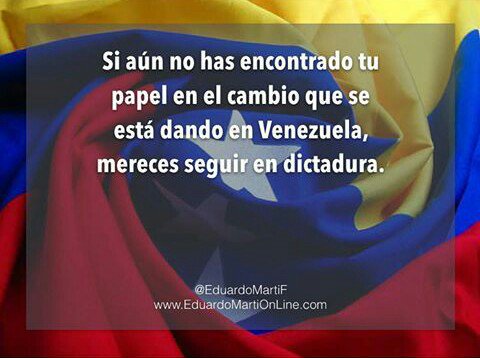 Si aún no has encontrado tu
papel en el cambio que se
está dando en Venezuela,
mereces seguir en dictadura.
@EduardoMartiF
www.EduardoMartiOnLine.com